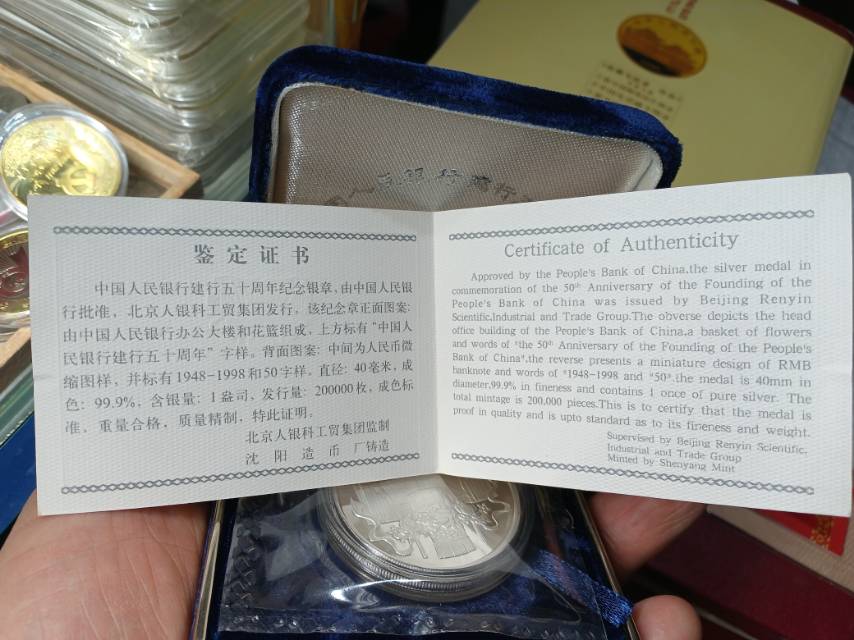 人民银行
鉴定证书
中国人民银行建行五十周年纪念银章,由中国人民银
行批准,北京人银科工贸集团发行,该纪念章正面图案:
由中国人民银行办公大楼和花篮组成,上方标有"中国人
民银行建行五十周年"字样。背面图案:中间为人民币微
缩图样,并标有1948-1998和50字样。直径:40毫米,成
色:99.9%,含银量:1盎司,发行量:200000枚,成色标
准,重量合格,质量精制,特此证明。
北京人银科工贸集团监制
沈阳造币厂铸造
Certificate of Authenticity
Approved by the People's Bank of China.the silver medal in
commemoration of the 50th Anniversary of the Founding of the
People's Bank of China was issued by Beijing Renyin
Scientific,Industrial and Trade Group.The obverse depicts the head
office building of the People's Bank of China,a basket of flowers
and words of "the 50th Anniversary of the Founding of the People's
Bank of China",the reverse presents a miniature design of RMB
banknote and words of "1948-1998 and "50".the medal is 40mm in
diameter,99.9% in fineness and contains 1 once of pure silver. The
total mintage is 200,000 pieces.This is to certify that the medal is
proof in quality and is upto standard as to its fineness and weight.
Supervised by Beijing Renyin Scientific,
Industrial and Trade Group
Minted by Shenyang Mint